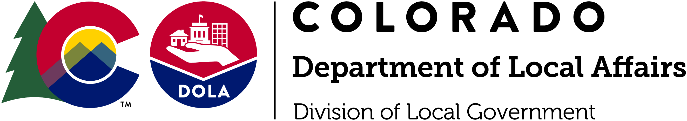 TM
DOLA
COLORADO
Department of Local Affairs
Division of Local Government